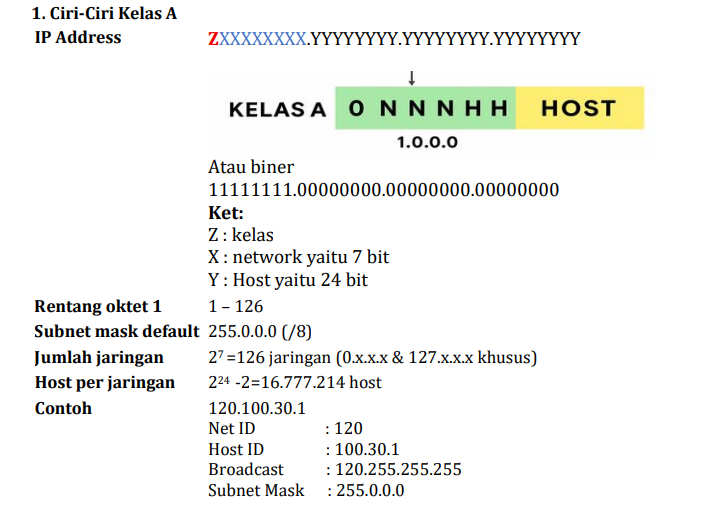 1. Ciri-Ciri Kelas A
IP Address ZXXXXXXXX.YYYYYYYY.YYYYYYYY.YYYYYYYY
KELAS A 0 N N N H H HOST
1.0.0.0
Atau biner
11111111.00000000.00000000.00000000
Ket:
Z : kelas
X : network yaitu 7 bit
Y : Host yaitu 24 bit
Rentang oktet 1 1 – 126
Subnet mask default 255.0.0.0 (/8)
Jumlah jaringan 2⁷ =126 jaringan (0.x.x.x & 127.x.x.x khusus)
Host per jaringan 2²⁴ -2=16.777.214 host
Contoh 120.100.30.1
Net ID : 120
Host ID : 100.30.1
Broadcast : 120.255.255.255
Subnet Mask : 255.0.0.0